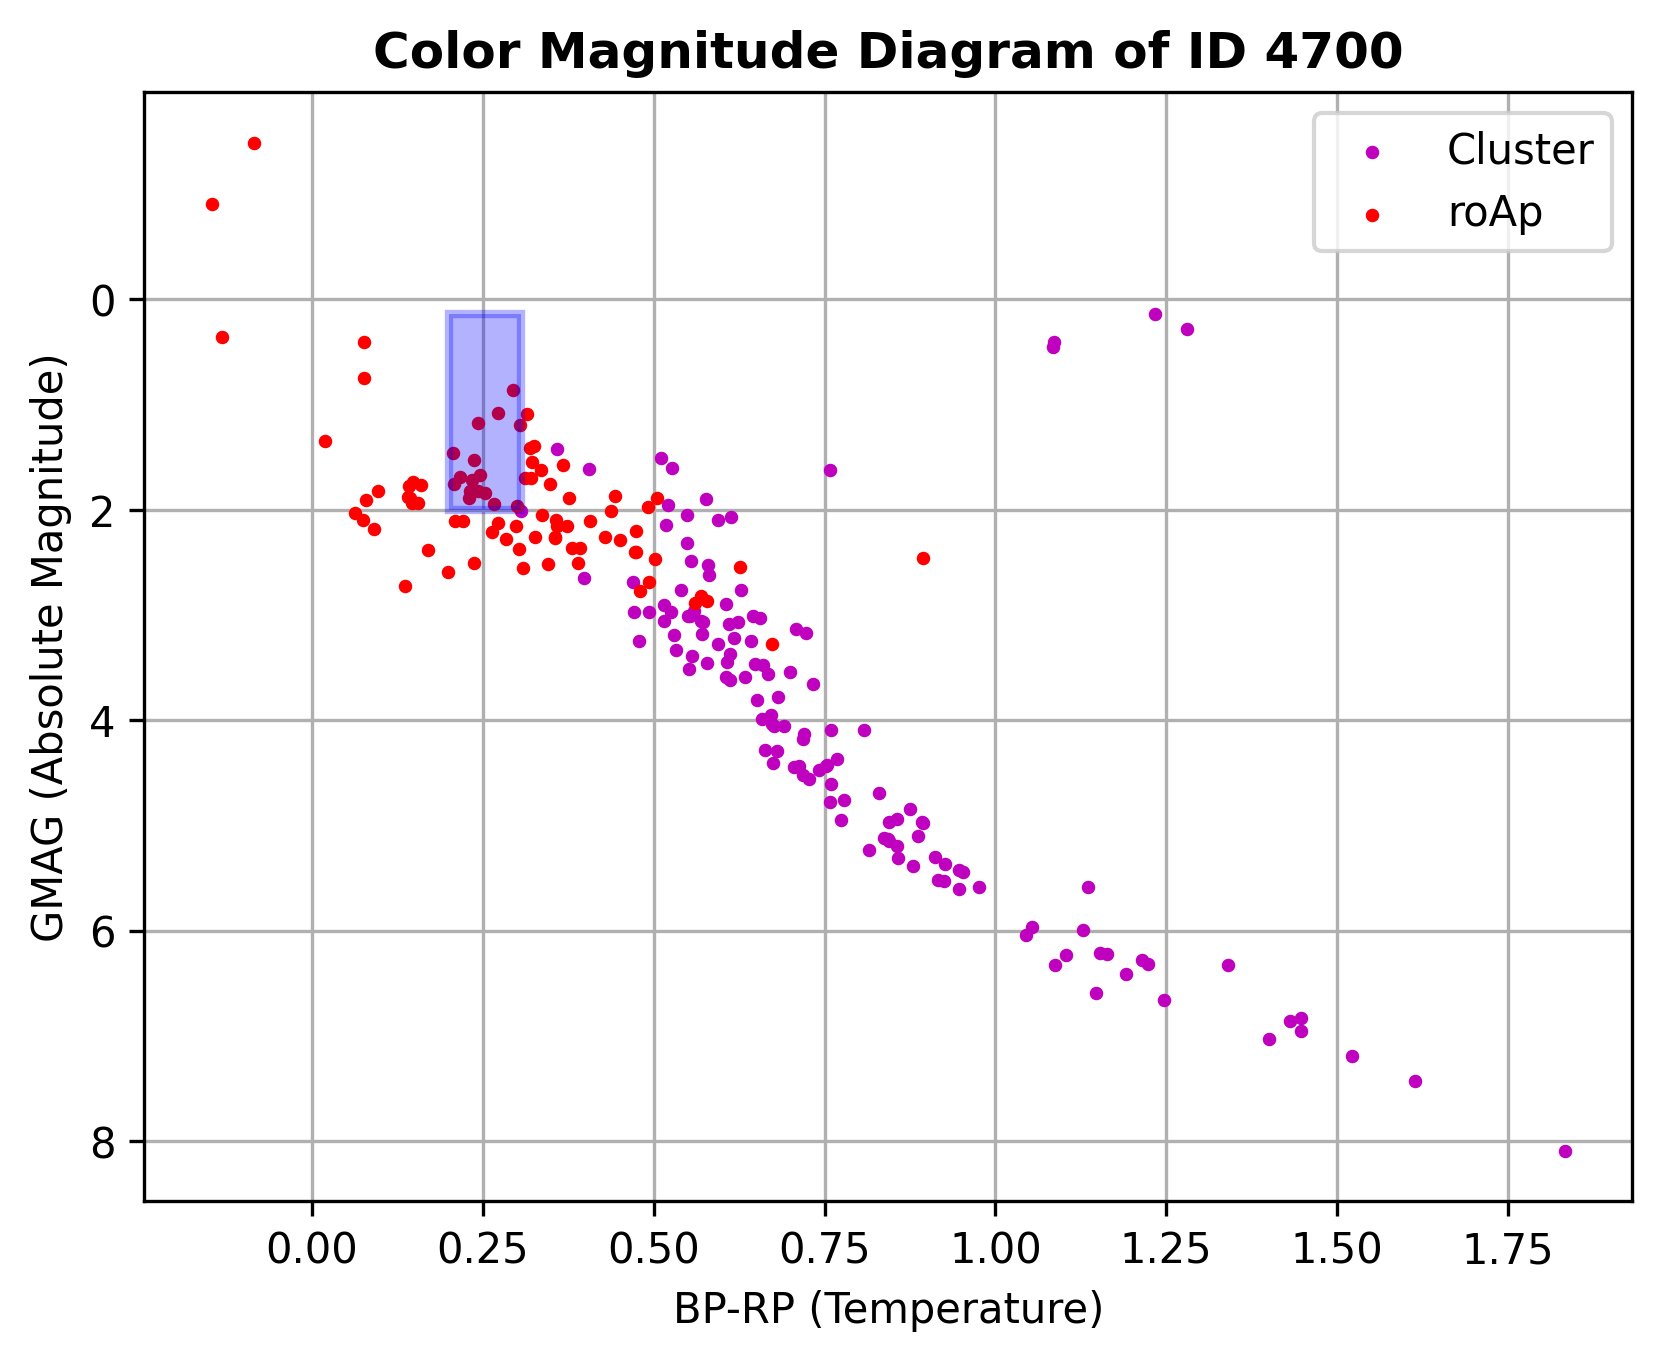 Color Magnitude Diagram of ID 4700
Cluster
roAp
GMAG (Absolute Magnitude)
0
2
4
6
8
0.00 0.25 0.50 0.75 1.00 1.25 1.50 1.75
BP-RP (Temperature)